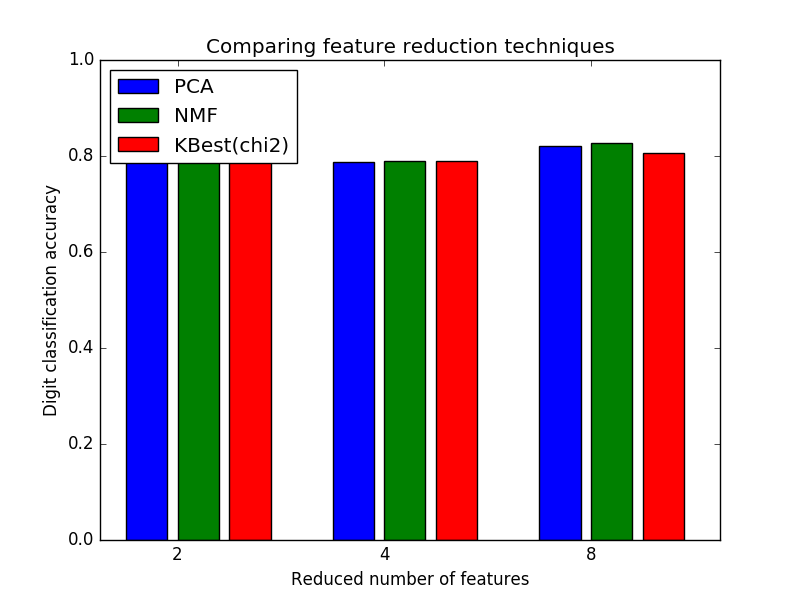 Comparing feature reduction techniques
PCA
NMF
KBest(chi2)
1.0
0.8
0.6
0.4
0.2
0.0
Digit classification accuracy
2 4 8
Reduced number of features